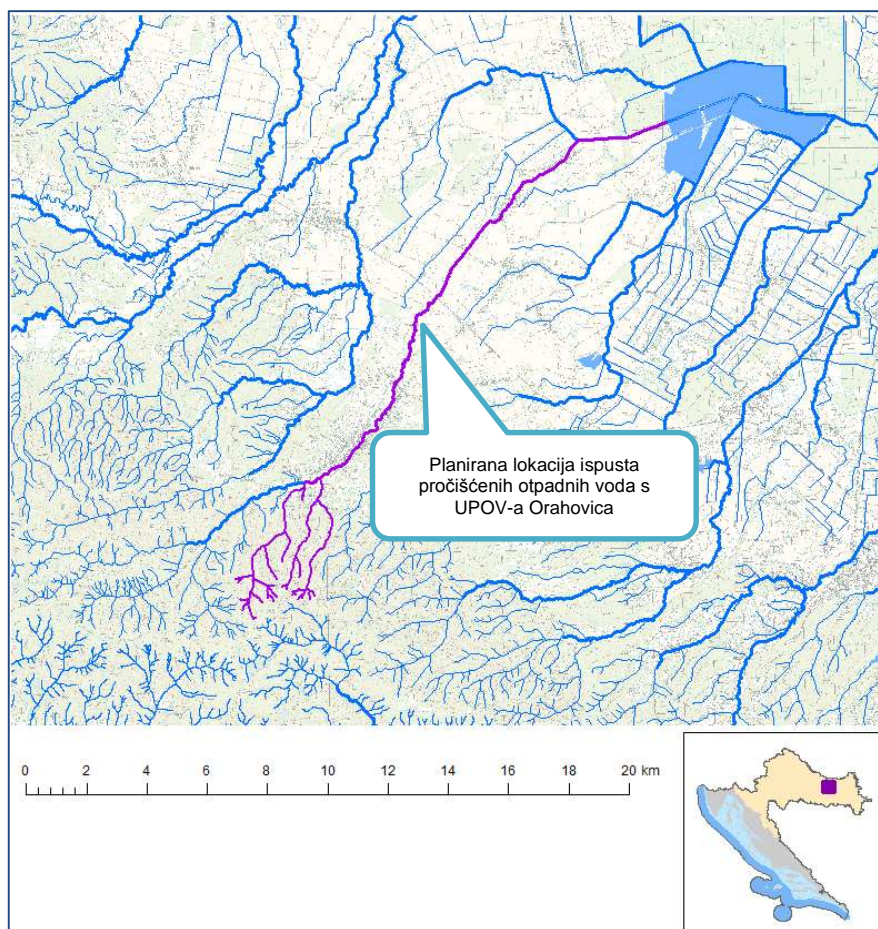 Planirana lokacija ispusta
pročišćenih otpadnih voda s
UPOV-a Orahovica
0 2 4 6 8 10 12 14 16 18 20 km